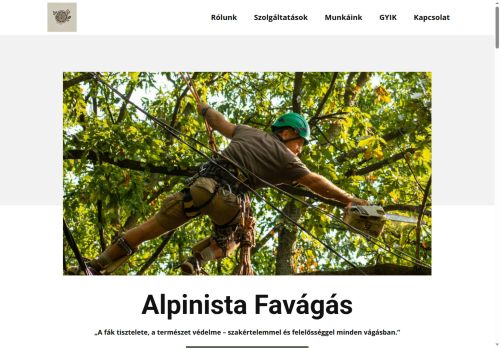 Rólunk Szolgáltatások Munkáink GYIK Kapcsolat
Alpinista Favágás
„A fák tisztelete, a természet védelme – szakértelemmel és felelősséggel minden vágásban.”